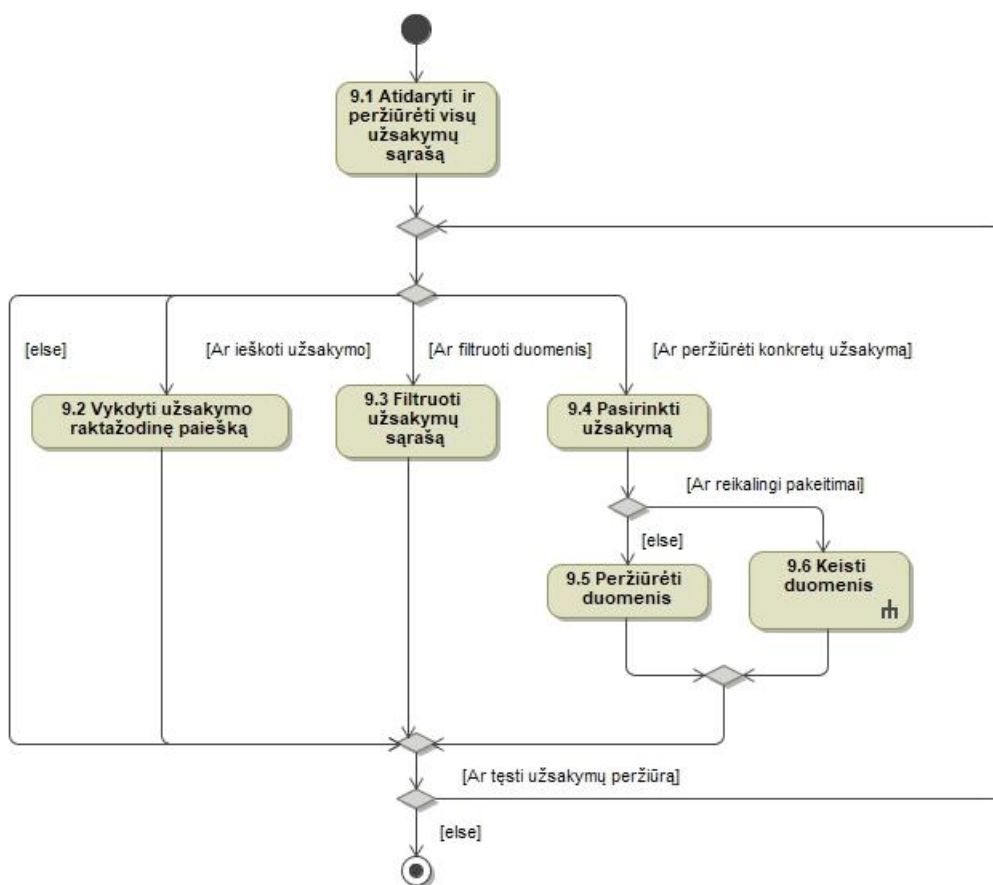 9.1 Atidaryti ir
peržiūrėti visų
užsakymų
sąrašą
[else]
[Ar ieškoti užsakymo]
[Ar filtruoti duomenis]
[Ar peržiūrėti konkretų užsakymą]
9.2 Vykdyti užsakymo
raktažodinę paiešką
9.3 Filtruoti
užsakymų
sąrašą
9.4 Pasirinkti
užsakymą
[Ar reikalingi pakeitimai]
[else]
9.5 Peržiūrėti
duomenis
9.6 Keisti
duomenis
[Ar tęsti užsakymų peržiūrą]
[else]